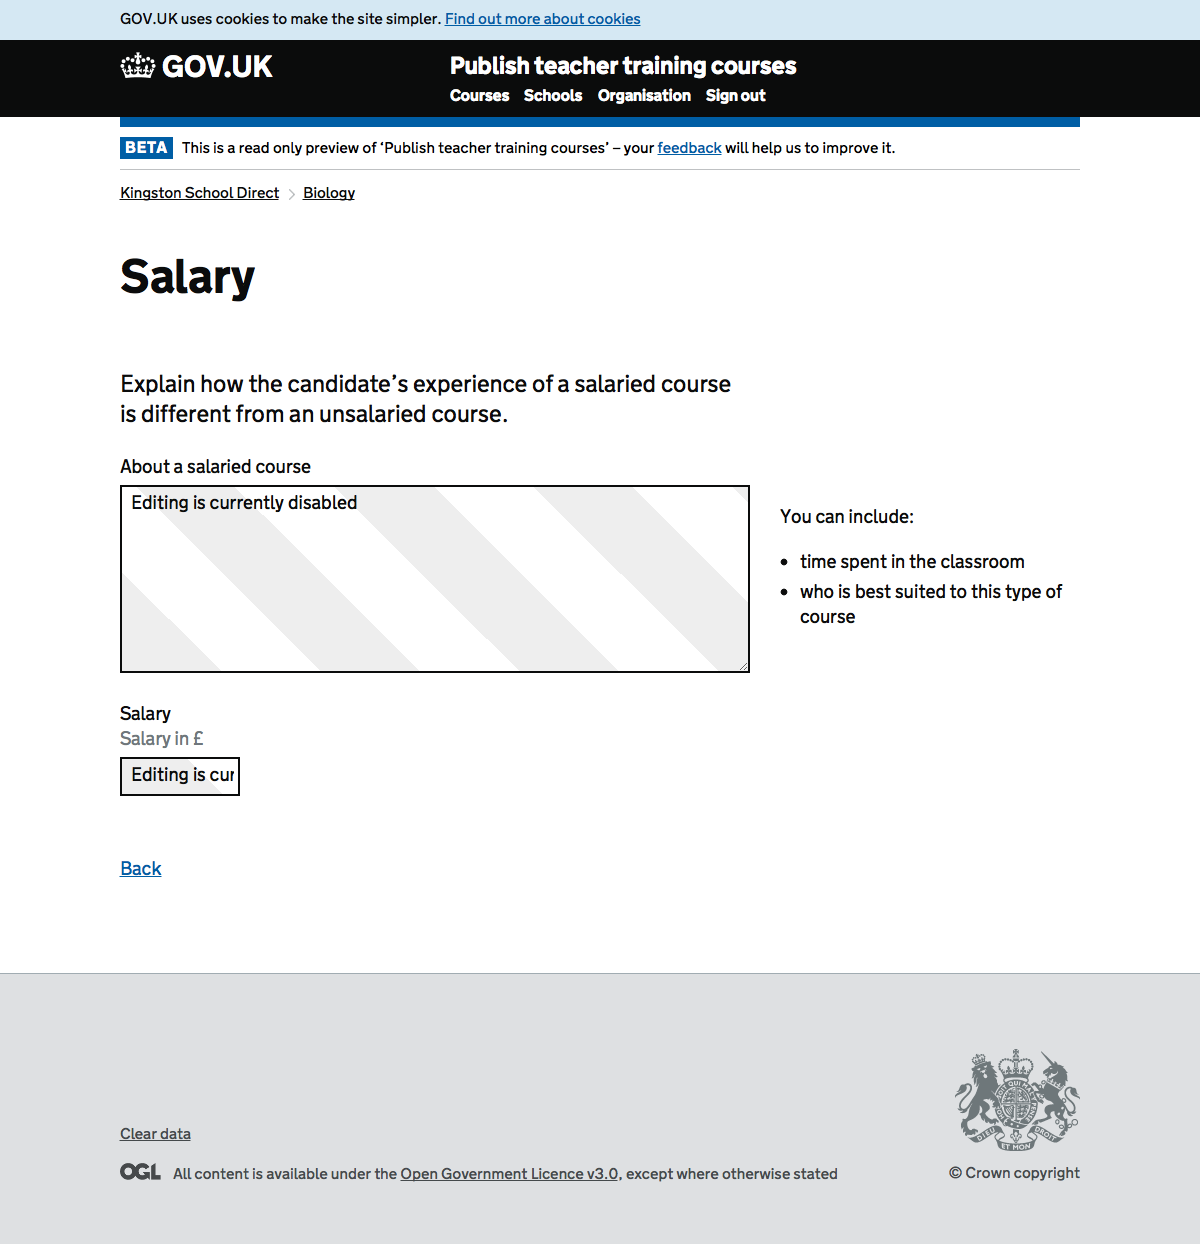 GOV.UK uses cookies to make the site simpler. Find out more about cookies
GOV.UK
Publish teacher training courses
Courses Schools Organisation Sign out
BETA This is a read only preview of ‘Publish teacher training courses’ – your feedback will help us to improve it.
Kingston School Direct Biology
Salary
Explain how the candidate’s experience of a salaried course
is different from an unsalaried course.
About a salaried course
Editing is currently disabled
You can include:
• time spent in the classroom
• who is best suited to this type of
course
Salary
Salary in £
Editing is cur
Back
Clear data
OGL All content is available under the Open Government Licence v3.0, except where otherwise stated
DIEU ET MON DROIT
© Crown copyright